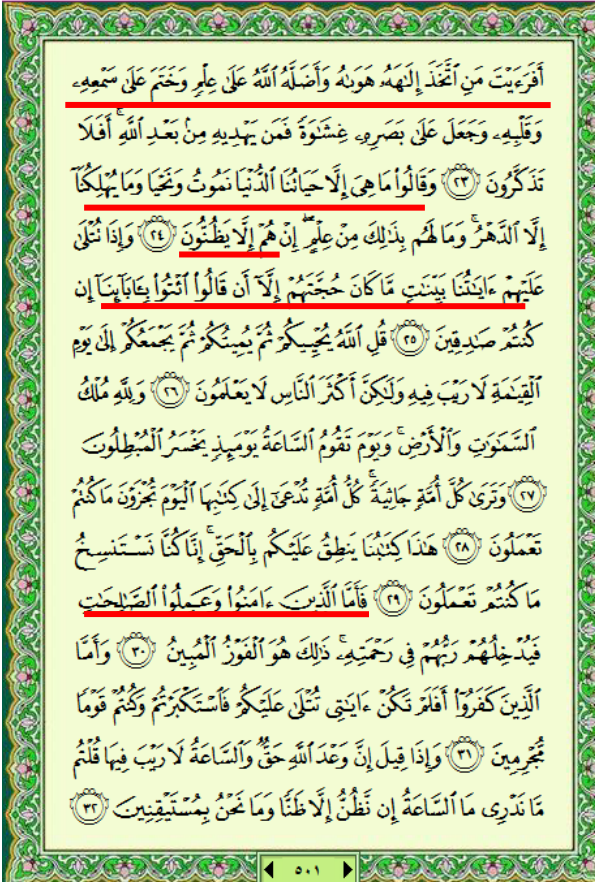 أَفَرَءَيْتَ مَنِ ٱتَّخَذَ إِلَـٰهَهُۥ هَوَىٰهُ وَأَضَلَّهُ ٱللَّهُ عَلَىٰ عِلْمٍ وَخَتَمَ عَلَىٰ سَمْعِهِۦ
وَقَلْبِهِۦ وَجَعَلَ عَلَىٰ بَصَرِهِۦ غِشَـٰوَةً فَمَن يَهْدِيهِ مِنۢ بَعْدِ ٱللَّهِ ۚ أَفَلَا
تَذَكَّرُونَ ﴿٢٣﴾ وَقَالُوا۟ مَا هِىَ إِلَّا حَيَاتُنَا ٱلدُّنْيَا نَمُوتُ وَنَحْيَا وَمَا يُهْلِكُنَآ
إِلَّا ٱلدَّهْرُ ۚ وَمَا لَهُم بِذَٰلِكَ مِنْ عِلْمٍ ۖ إِنْ هُمْ إِلَّا يَظُنُّونَ ﴿٢٤﴾ وَإِذَا تُتْلَىٰ
عَلَيْهِمْ ءَايَـٰتُنَا بَيِّنَـٰتٍ مَّا كَانَ حُجَّتَهُمْ إِلَّآ أَن قَالُوا۟ ٱئْتُوا۟ بِـَٔابَآئِنَآ إِن
كُنتُمْ صَـٰدِقِينَ ﴿٢٥﴾ قُلِ ٱللَّهُ يُحْيِيكُمْ ثُمَّ يُمِيتُكُمْ ثُمَّ يَجْمَعُكُمْ إِلَىٰ يَوْمِ
ٱلْقِيَـٰمَةِ لَا رَيْبَ فِيهِ وَلَـٰكِنَّ أَكْثَرَ ٱلنَّاسِ لَا يَعْلَمُونَ ﴿٢٦﴾ وَلِلَّهِ مُلْكُ
ٱلسَّمَـٰوَٰتِ وَٱلْأَرْضِ ۚ وَيَوْمَ تَقُومُ ٱلسَّاعَةُ يَوْمَئِذٍ يَخْسَرُ ٱلْمُبْطِلُونَ
﴿٢٧﴾ وَتَرَىٰ كُلَّ أُمَّةٍ جَاثِيَةً ۚ كُلُّ أُمَّةٍ تُدْعَىٰٓ إِلَىٰ كِتَـٰبِهَا ٱلْيَوْمَ تُجْزَوْنَ مَا كُنتُمْ
تَعْمَلُونَ ﴿٢٨﴾ هَـٰذَا كِتَـٰبُنَا يَنطِقُ عَلَيْكُم بِٱلْحَقِّ ۚ إِنَّا كُنَّا نَسْتَنسِخُ
مَا كُنتُمْ تَعْمَلُونَ ﴿٢٩﴾ فَأَمَّا ٱلَّذِينَ ءَامَنُوا۟ وَعَمِلُوا۟ ٱلصَّـٰلِحَـٰتِ
فَيُدْخِلُهُمْ رَبُّهُمْ فِى رَحْمَتِهِۦ ۚ ذَٰلِكَ هُوَ ٱلْفَوْزُ ٱلْمُبِينُ ﴿٣٠﴾ وَأَمَّا
ٱلَّذِينَ كَفَرُوٓا۟ أَفَلَمْ تَكُنْ ءَايَـٰتِى تُتْلَىٰ عَلَيْكُمْ فَٱسْتَكْبَرْتُمْ وَكُنتُمْ قَوْمًا
مُّجْرِمِينَ ﴿٣١﴾ وَإِذَا قِيلَ إِنَّ وَعْدَ ٱللَّهِ حَقٌّ وَٱلسَّاعَةُ لَا رَيْبَ فِيهَا قُلْتُم
مَّا نَدْرِى مَا ٱلسَّاعَةُ إِن نَّظُنُّ إِلَّا ظَنًّا وَمَا نَحْنُ بِمُسْتَيْقِنِينَ ﴿٣٢﴾
٥٠١